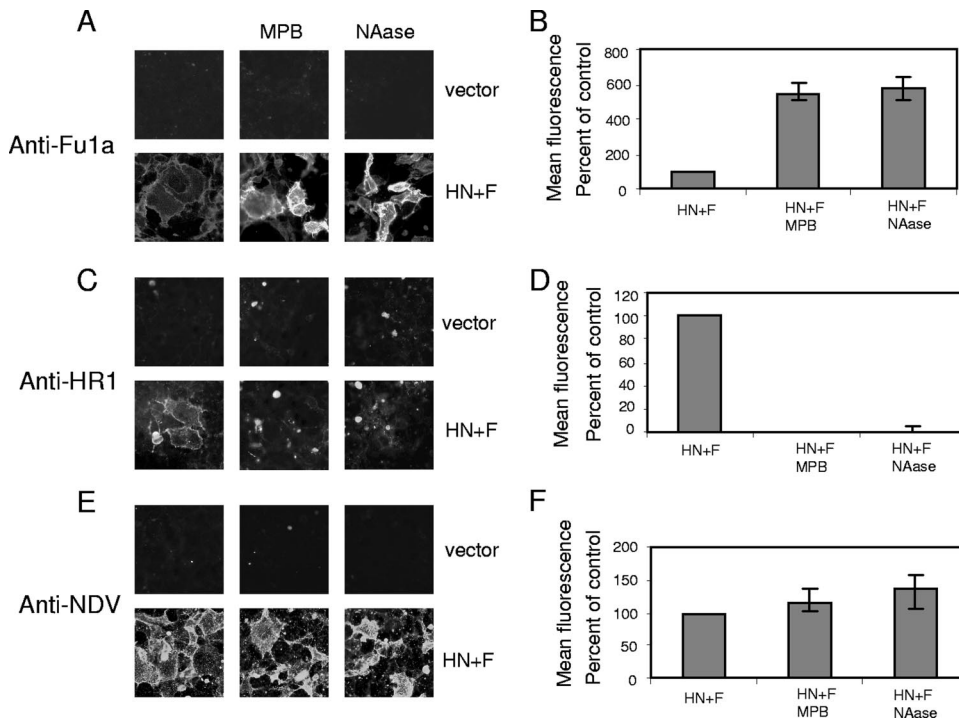 A
MPB
NAase
vector
Anti-Fu1a
HN+F
B
Mean fluorescence
Percent of control
800
600
400
200
0
HN+F
HN+F
MPB
HN+F
NAase
C
vector
Anti-HR1
HN+F
D
Mean fluorescence
Percent of control
120
100
80
60
40
20
0
HN+F
HN+F
MPB
HN+F
NAase
E
vector
Anti-NDV
HN+F
F
Mean fluorescence
Percent of control
200
150
100
50
0
HN+F
HN+F
MPB
HN+F
NAase